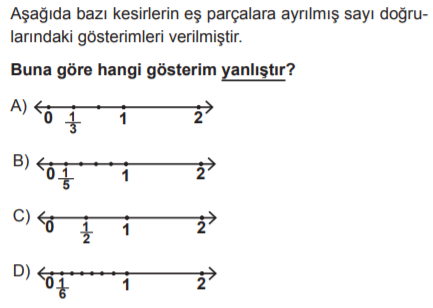 Aşağıda bazı kesirlerin eş parçalara ayrılmış sayı doğru-
larındaki gösterimleri verilmiştir.
Buna göre hangi gösterim yanlıştır?
A) 0 1/3 1 2
B) 0 1/5 1 2
C) 0 1/2 1 2
D) 0 1/6 1 2